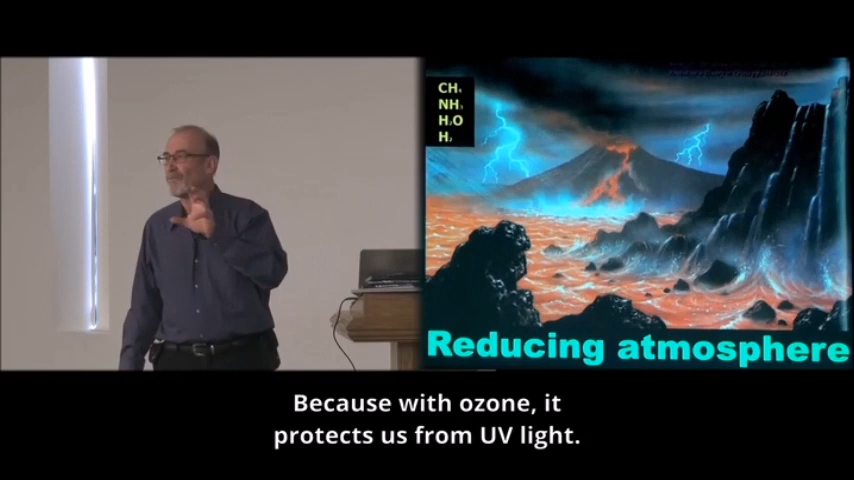 CH₄
NH₃
H₂O
H₂
Reducing atmosphere
Because with ozone, it
protects us from UV light.